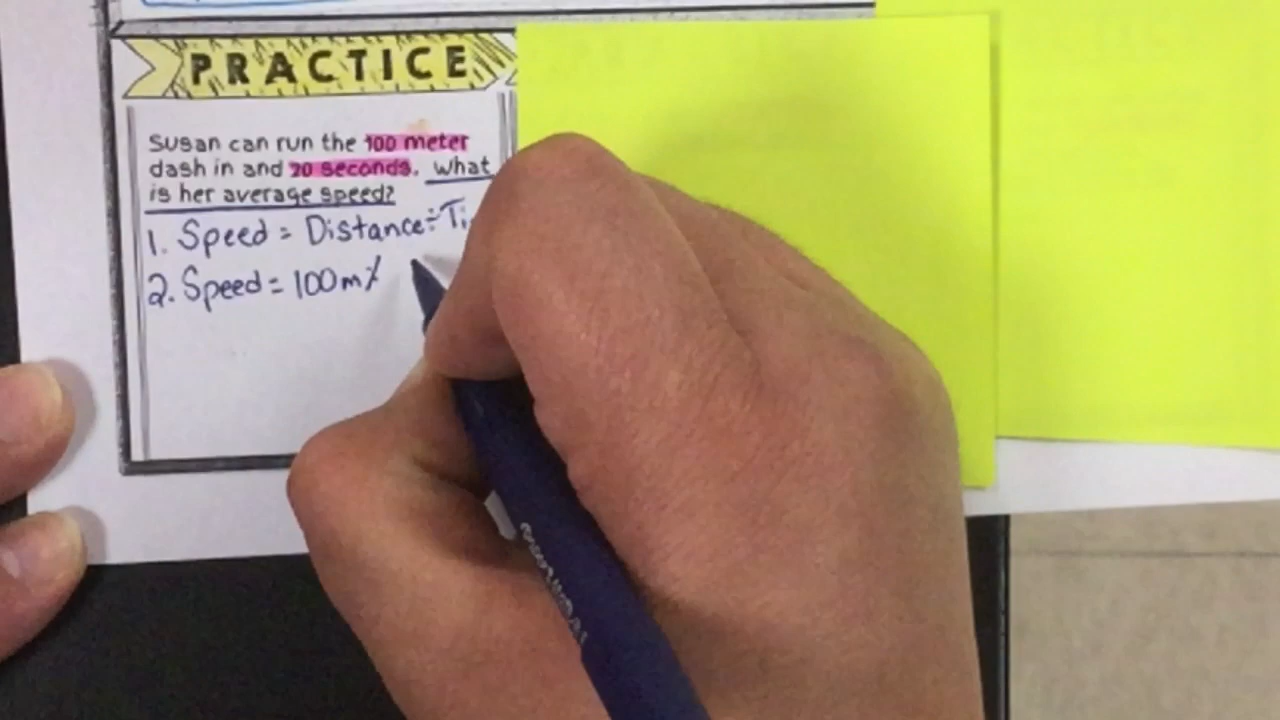 PRACTICE
Susan can run the 100 meter
dash in and 20 seconds. What
is her average speed?
1. Speed = Distance ÷
2. Speed = 100m